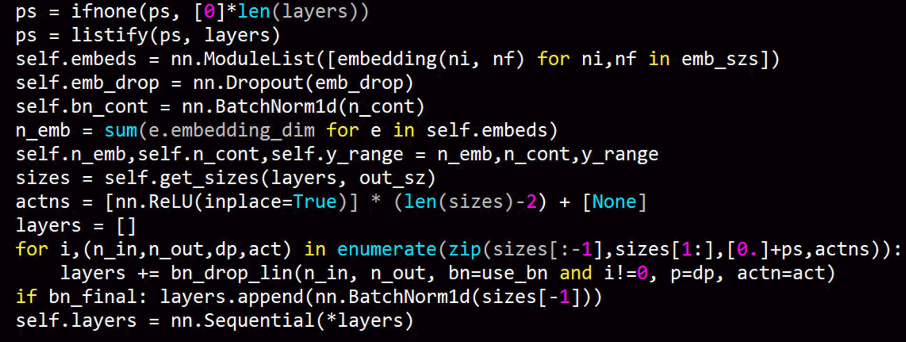 ps = ifnone(ps, [0]*len(layers))
ps = listify(ps, layers)
self.embeds = nn.ModuleList([embedding(ni, nf) for ni,nf in emb_szs])
self.emb_drop = nn.Dropout(emb_drop)
self.bn_cont = nn.BatchNorm1d(n_cont)
n_emb = sum(e.embedding_dim for e in self.embeds)
self.n_emb,self.n_cont,self.y_range = n_emb,n_cont,y_range
sizes = self.get_sizes(layers, out_sz)
actns = [nn.ReLU(inplace=True)] * (len(sizes)-2) + [None]
layers = []
for i,(n_in,n_out,dp,act) in enumerate(zip(sizes[:-1],sizes[1:],[0.]+ps,actns)):
    layers += bn_drop_lin(n_in, n_out, bn=use_bn and i!=0, p=dp, actn=act)
if bn_final: layers.append(nn.BatchNorm1d(sizes[-1]))
self.layers = nn.Sequential(*layers)